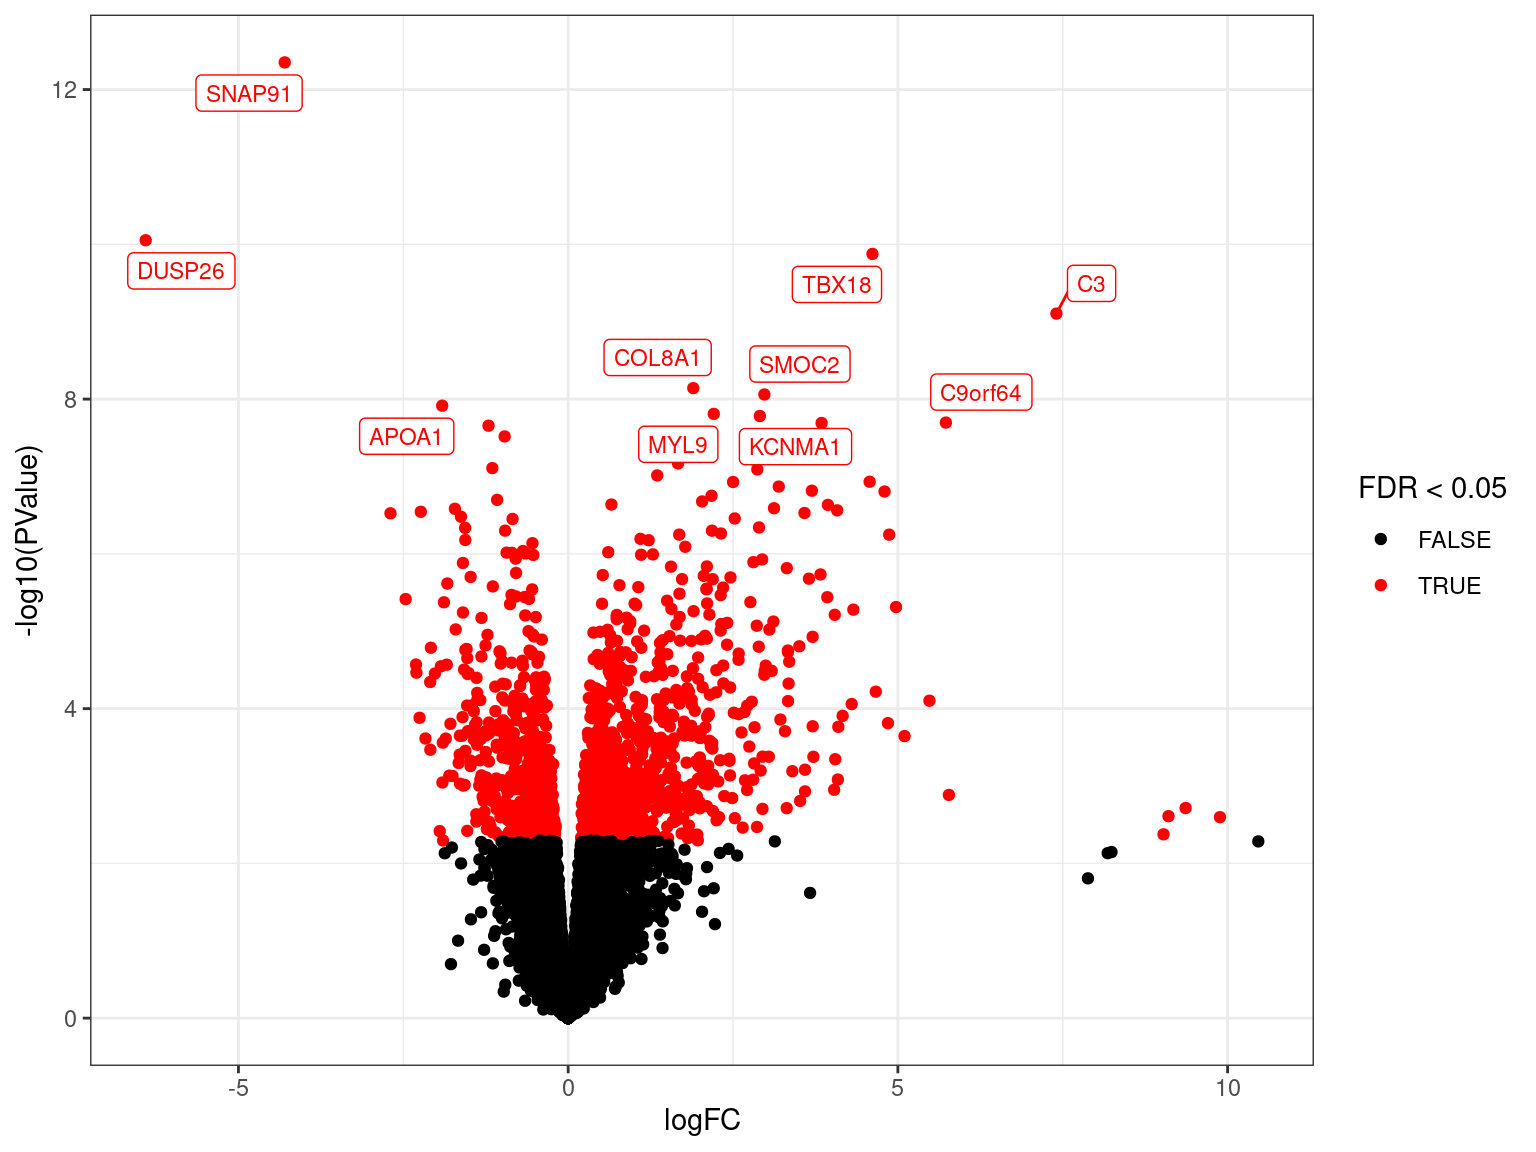 12
SNAP91
DUSP26
TBX18
C3
COL8A1
SMOC2
C9orf64
8
APOA1
MYL9
KCNMA1
FDR < 0.05
FALSE
TRUE
-log10(PValue)
4
0
-5
0
5
10
logFC